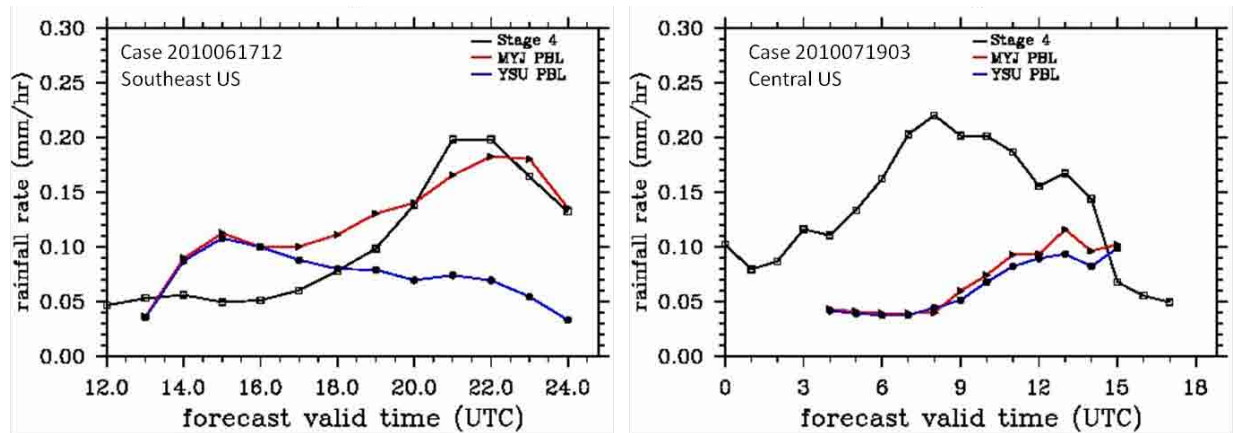 Case 2010061712
Southeast US
Stage 4
MYJ PBL
YSU PBL
rainfall rate (mm/hr)
0.30
0.25
0.20
0.15
0.10
0.05
0.00
12.0 14.0 16.0 18.0 20.0 22.0 24.0
forecast valid time (UTC)
Case 2010071903
Central US
Stage 4
MYJ PBL
YSU PBL
rainfall rate (mm/hr)
0.30
0.25
0.20
0.15
0.10
0.05
0.00
0 3 6 9 12 15 18
forecast valid time (UTC)